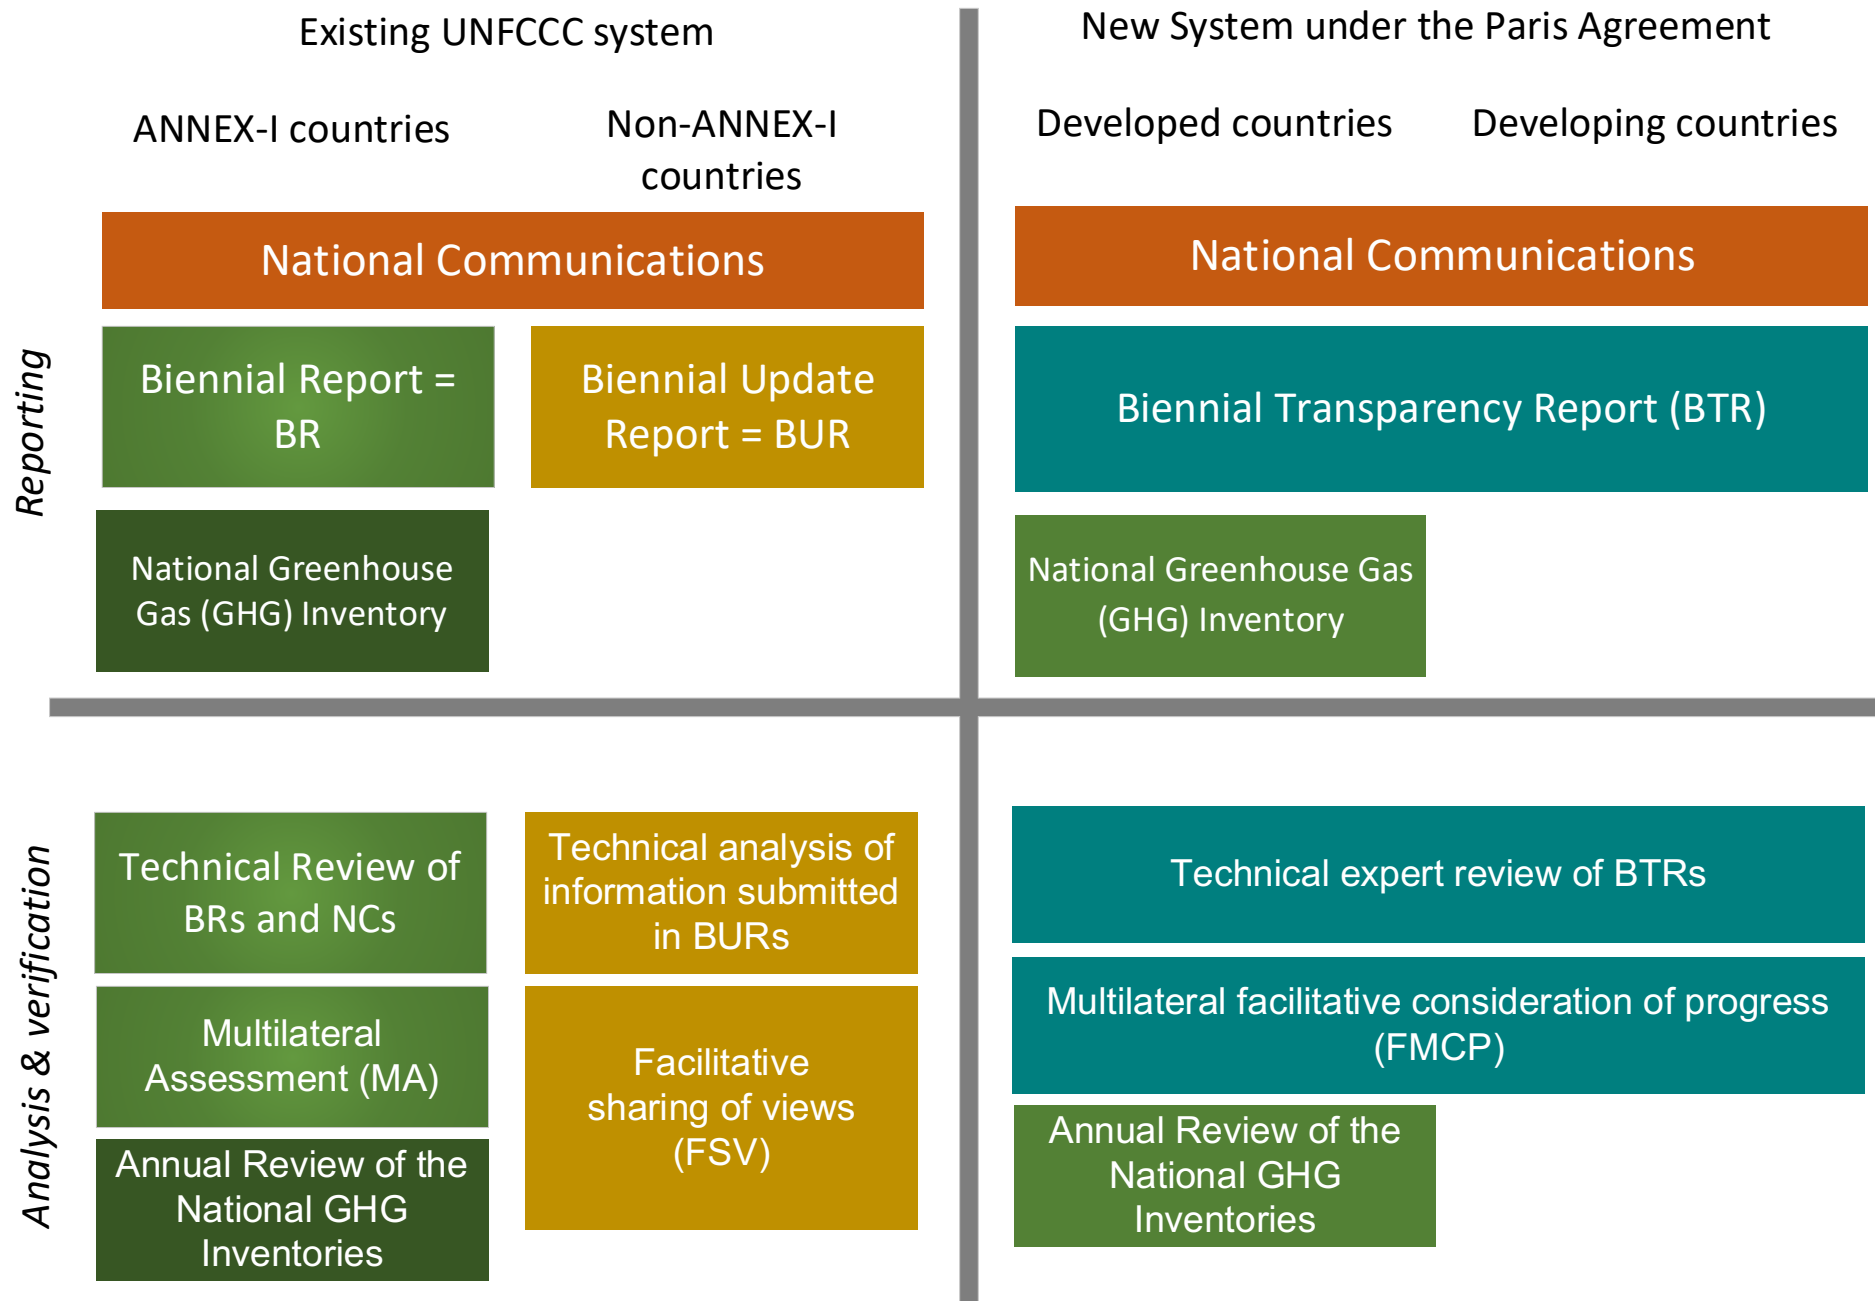 Existing UNFCCC system
New System under the Paris Agreement
ANNEX-I countries
Non-ANNEX-I
countries
Developed countries
Developing countries
Reporting
National Communications
National Communications
Biennial Report =
BR
Biennial Update
Report = BUR
Biennial Transparency Report (BTR)
National Greenhouse
Gas (GHG) Inventory
National Greenhouse Gas
(GHG) Inventory
Analysis & verification
Technical Review of
BRs and NCs
Technical analysis of
information submitted
in BURs
Technical expert review of BTRs
Multilateral
Assessment (MA)
Facilitative
sharing of views
(FSV)
Multilateral facilitative consideration of progress
(FMCP)
Annual Review of the
National GHG
Inventories
Annual Review of the
National GHG
Inventories